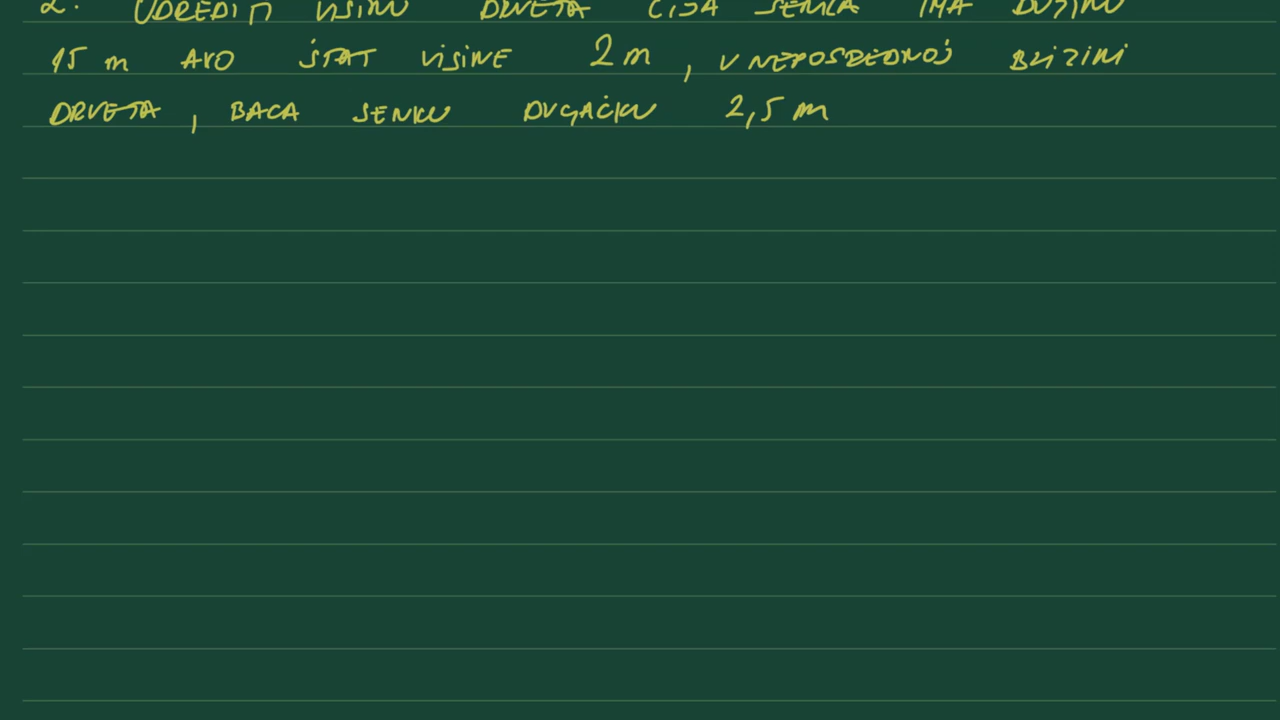 2. ODREDITI VISINU DRVETA ČIJA SENKA IMA DUŽINU
15 m AKO ŠTAP VISINE 2 m, U NEPOSREDNOJ BLIZINI
DRVETA, BACA SENKU DUGAČKU 2,5 m